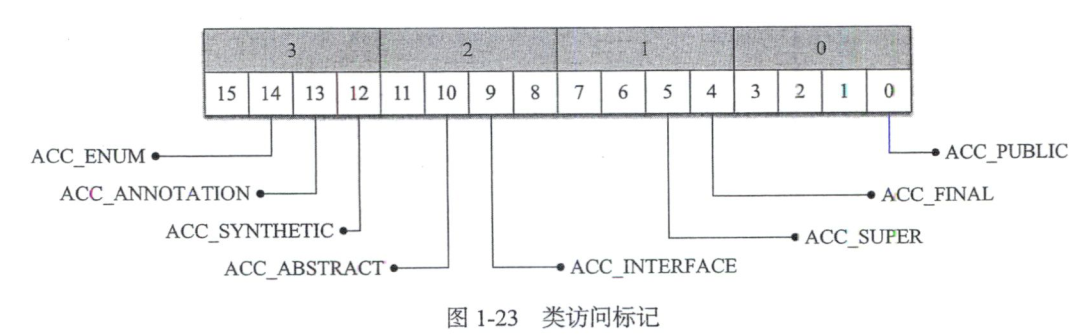 3 2 1 0
15 14 13 12 11 10 9 8 7 6 5 4 3 2 1 0
ACC_ENUM ACC_PUBLIC
ACC_ANNOTATION ACC_FINAL
ACC_SYNTHETIC ACC_SUPER
ACC_ABSTRACT ACC_INTERFACE
图 1-23 类访问标记